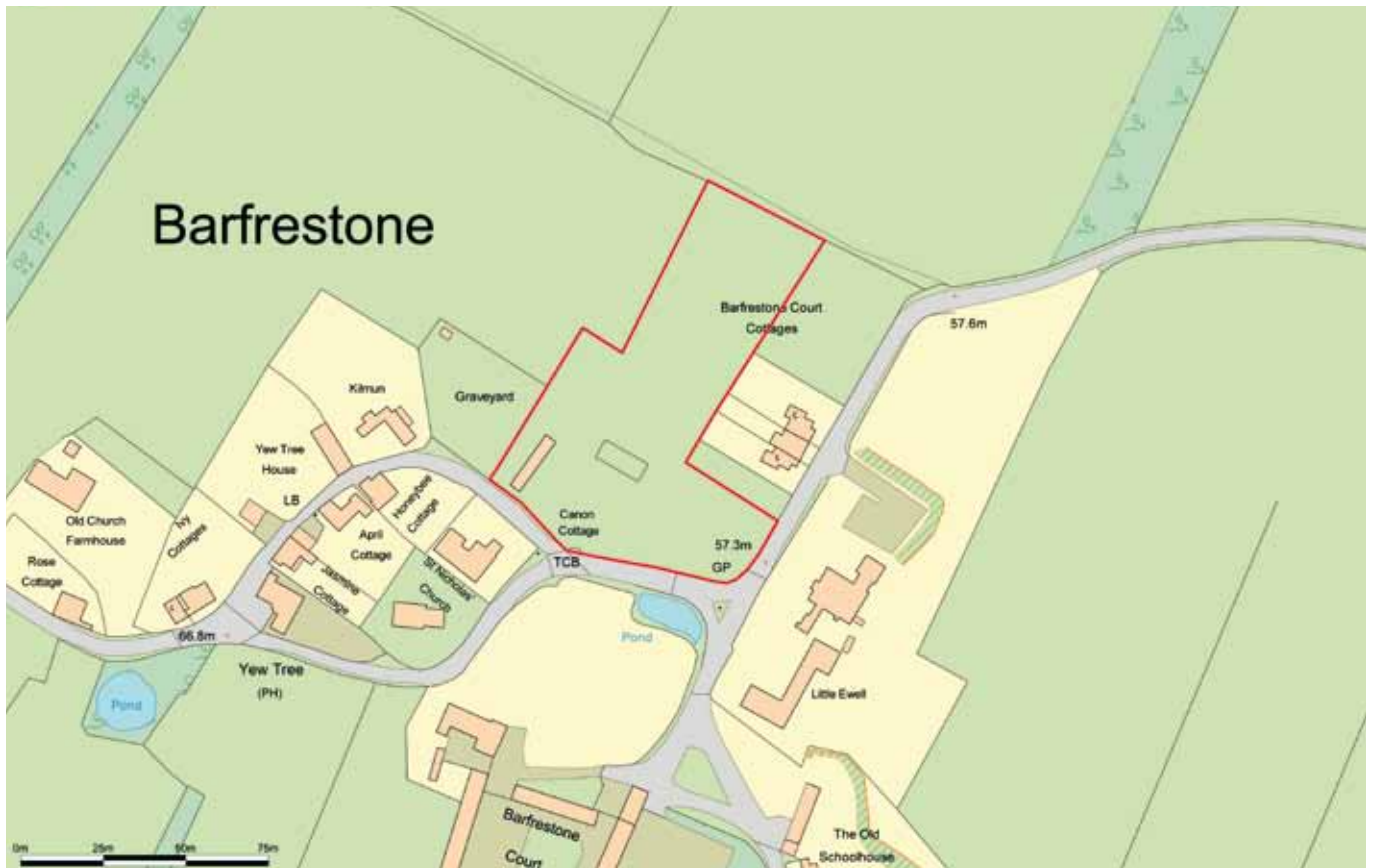 Barfrestone
Barfrestone Court
Cottages
57.6m
Kilmun
Graveyard
Yew Tree
House
LB
Honeybee
Cottage
Old Church
Farmhouse
Ivy
Cottages
April
Cottage
Canon
Cottage
57.3m
GP
TCB
Rose
Cottage
Jasmine
Cottage
St Nicholas'
Church
66.8m
Pond
Yew Tree
(PH)
Little Ewell
Pond
Barfrestone
Court
The Old
Schoolhouse
0m 25m 50m 75m